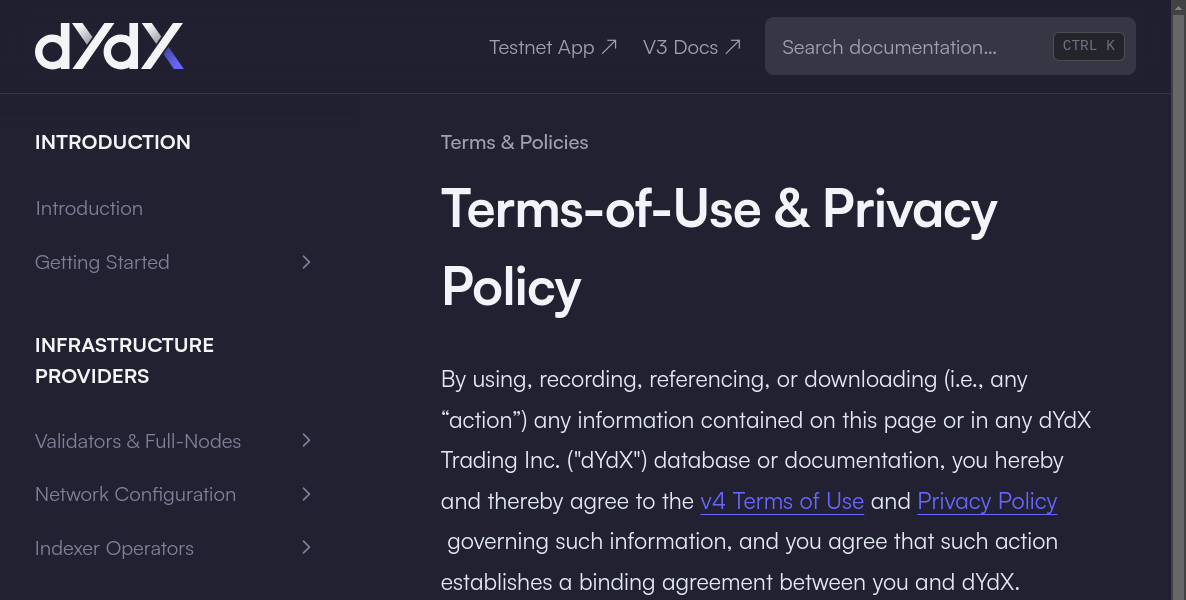 dYdX
Testnet App
V3 Docs
Search documentation…
CTRL K
INTRODUCTION
Introduction
Getting Started
INFRASTRUCTURE
PROVIDERS
Validators & Full-Nodes
Network Configuration
Indexer Operators
Terms & Policies
Terms-of-Use & Privacy
Policy
By using, recording, referencing, or downloading (i.e., any
“action”) any information contained on this page or in any dYdX
Trading Inc. ("dYdX") database or documentation, you hereby
and thereby agree to the v4 Terms of Use and Privacy Policy
governing such information, and you agree that such action
establishes a binding agreement between you and dYdX.